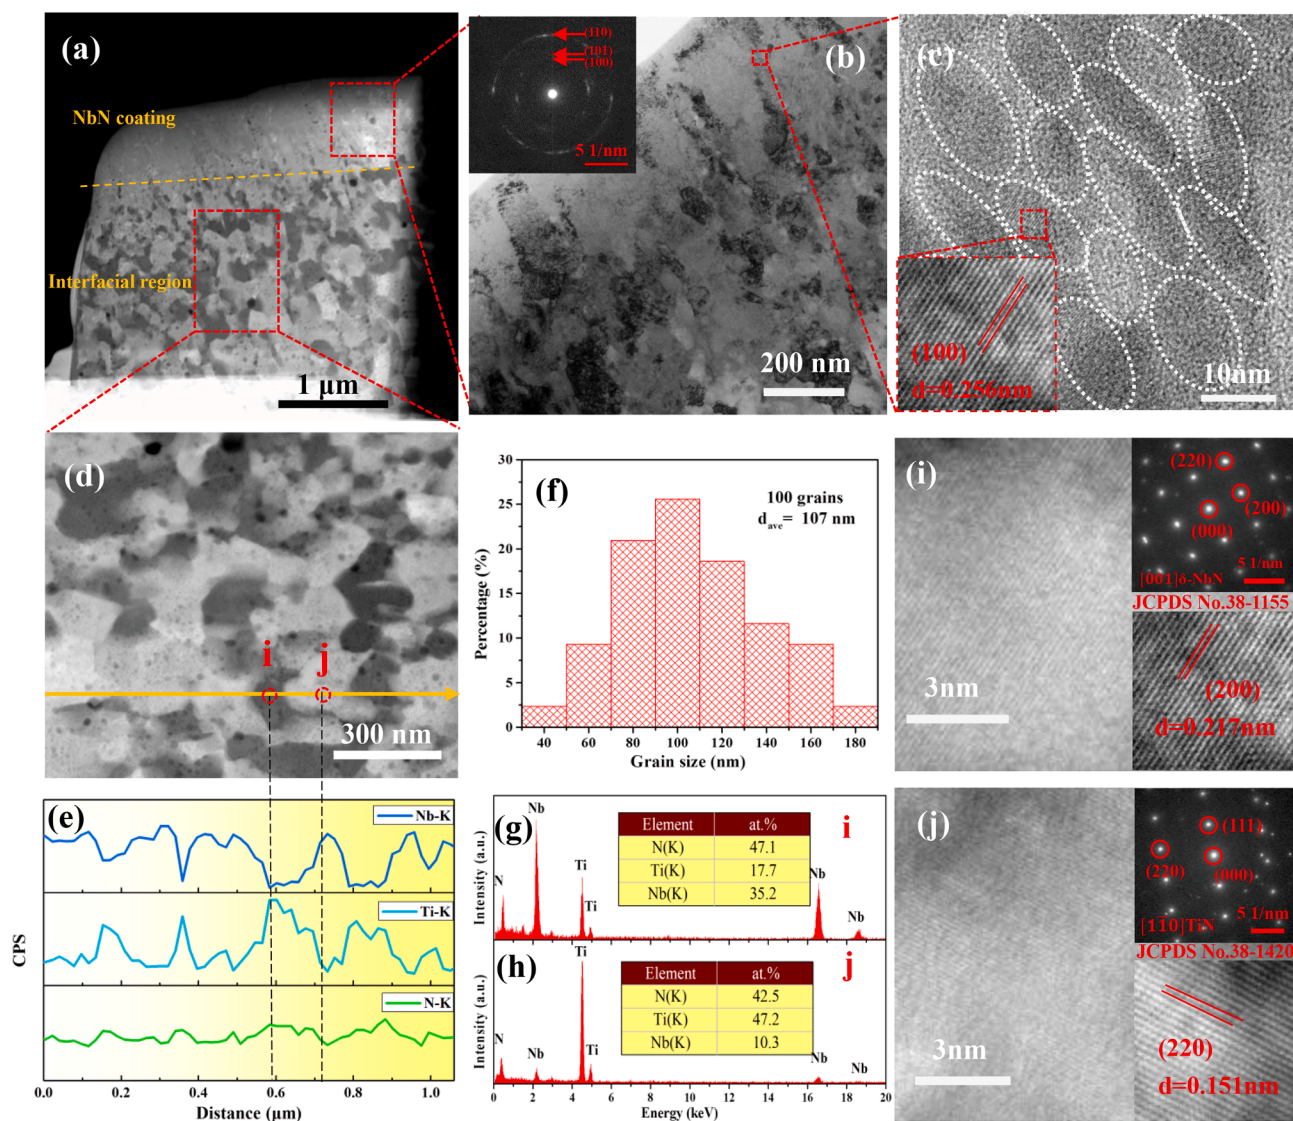 (a)
NbN coating
Interfacial region
1 μm
(110)
(101)
(100)
5 1/nm
(b)
200 nm
(c)
(100)
d=0.256nm
10nm
(d)
i
j
300 nm
(e)
Nb-K
Ti-K
N-K
CPS
0.0 0.2 0.4 0.6 0.8 1.0
Distance (μm)
(f)
100 grains
dave= 107 nm
Percentage (%)
30
25
20
15
10
5
0
40 60 80 100 120 140 160 180
Grain size (nm)
(g)
i
Intensity (a.u.)
N
Nb
Ti
Ti
Nb
Nb
Element at.%
N(K) 47.1
Ti(K) 17.7
Nb(K) 35.2
(h)
j
Intensity (a.u.)
N
Nb
Ti
Ti
Nb
Nb
Element at.%
N(K) 42.5
Ti(K) 47.2
Nb(K) 10.3
0 2 4 6 8 10 12 14 16 18 20
Energy (keV)
(i)
3nm
(220)
(200)
(000)
5 1/nm
[001]δ-NbN
JCPDS No.38-1155
(200)
d=0.217nm
(j)
3nm
(111)
(220)
(000)
5 1/nm
[11̄0]TiN
JCPDS No.38-1420
(220)
d=0.151nm